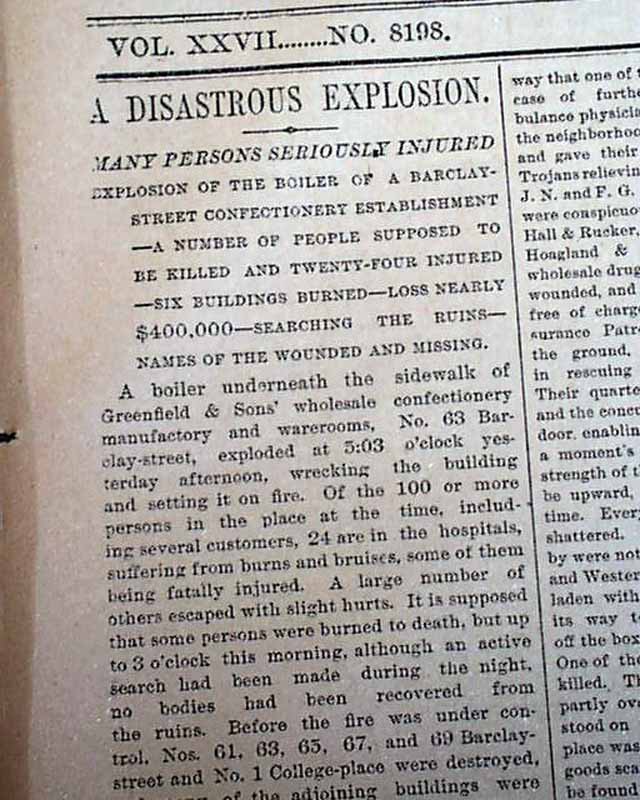 VOL. XXVII........NO. 8198.
A DISASTROUS EXPLOSION.
MANY PERSONS SERIOUSLY INJURED
EXPLOSION OF THE BOILER OF A BARCLAY-
STREET CONFECTIONERY ESTABLISHMENT
—A NUMBER OF PEOPLE SUPPOSED TO
BE KILLED AND TWENTY-FOUR INJURED
—SIX BUILDINGS BURNED—LOSS NEARLY
$400,000—SEARCHING THE RUINS—
NAMES OF THE WOUNDED AND MISSING.
A boiler underneath the sidewalk of
Greenfield & Sons' wholesale confectionery
manufactory and warerooms, No. 63 Bar-
clay-street, exploded at 5:03 o'clock yes-
terday afternoon, wrecking the building
and setting it on fire. Of the 100 or more
persons in the place at the time, includ-
ing several customers, 24 are in the hospitals,
suffering from burns and bruises, some of them
being fatally injured. A large number of
others escaped with slight hurts. It is supposed
that some persons were burned to death, but up
to 3 o'clock this morning, although an active
search had been made during the night,
no bodies had been recovered from
the ruins. Before the fire was under con-
trol, Nos. 61, 63, 65, 67, and 69 Barclay-
street and No. 1 College-place were destroyed,
of the adjoining buildings were
way that one of
case of furthe
bulance physicia
the neighborhoo
and gave their
Trojans relievin
J. N. and F. G.
were conspicuo
Hall & Rucker,
Hoagland &
wholesale drug
wounded, and
free of charg
surance Patr
the ground,
in rescuing
Their quarte
and the conc
door, enablin
a moment's
strength of t
be upward,
time. Ever
shattered.
by were not
and Wester
laden with
its way to
off the box
One of the
killed. Th
partly ove
stood on
place was
goods sca
be found